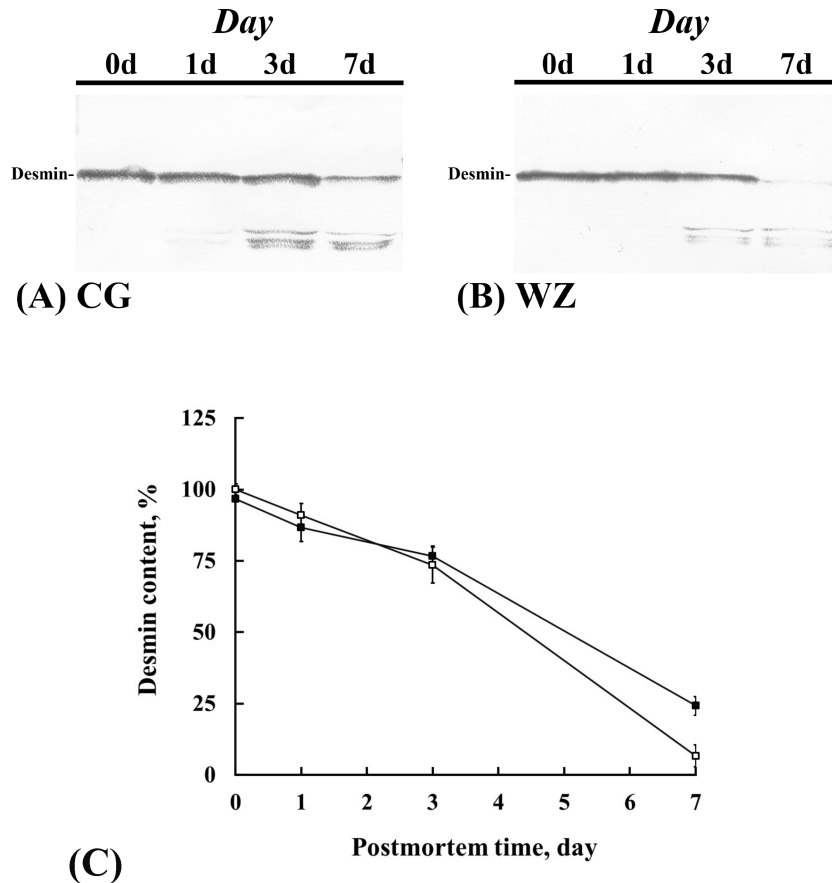 Day
0d 1d 3d 7d
Desmin-
(A) CG
Day
0d 1d 3d 7d
Desmin-
(B) WZ
125
100
75
50
25
0
Desmin content, %
0 1 2 3 4 5 6 7
Postmortem time, day
(C)